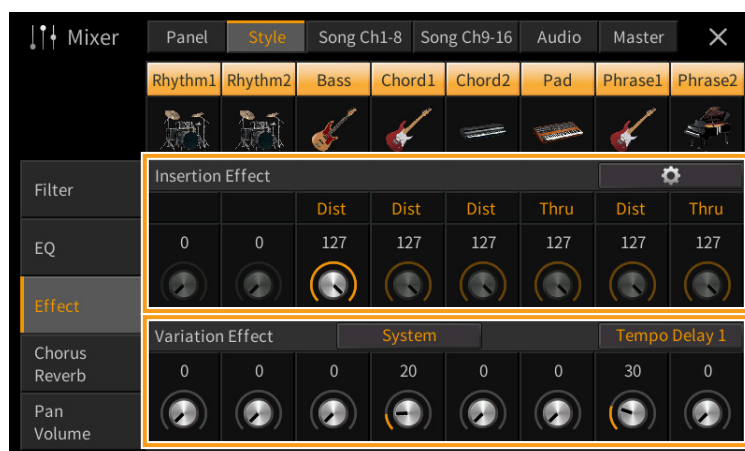 Mixer
Panel Style Song Ch1-8 Song Ch9-16 Audio Master
Rhythm1 Rhythm2 Bass Chord1 Chord2 Pad Phrase1 Phrase2
Filter
EQ
Effect
Chorus
Reverb
Pan
Volume
Insertion Effect
Dist Dist Dist Thru Dist Thru
0 0 127 127 127 127 127 127
Variation Effect System Tempo Delay 1
0 0 0 20 0 0 30 0